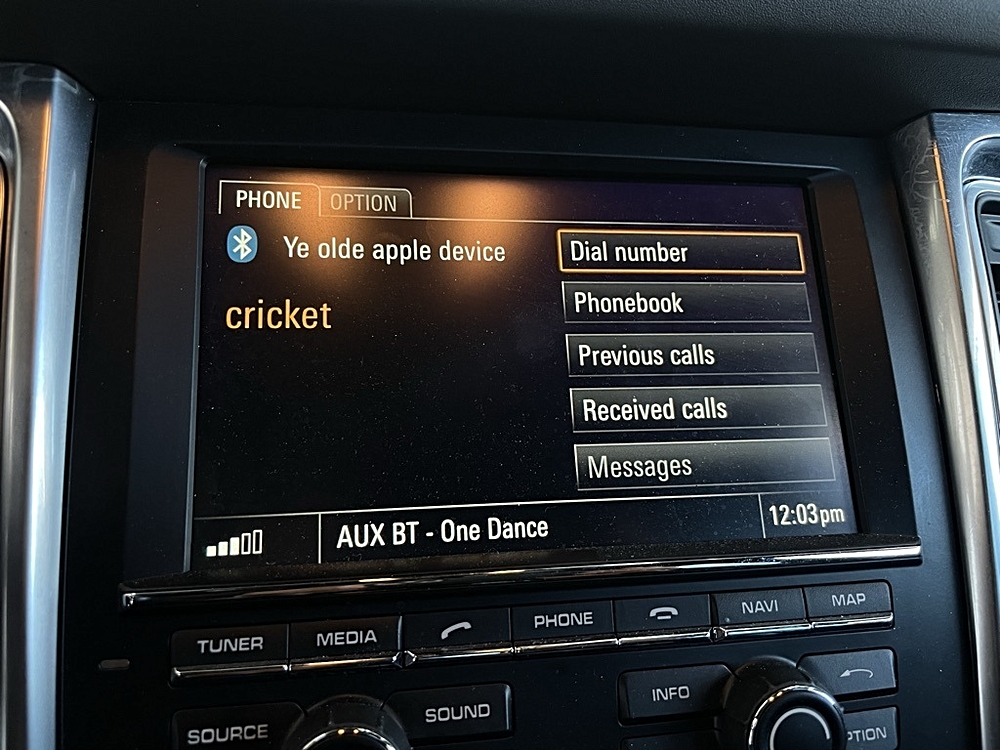 PHONE OPTION
Ye olde apple device
cricket
Dial number
Phonebook
Previous calls
Received calls
Messages
AUX BT - One Dance
12:03pm
TUNER MEDIA PHONE NAVI MAP
SOURCE SOUND INFO PTION